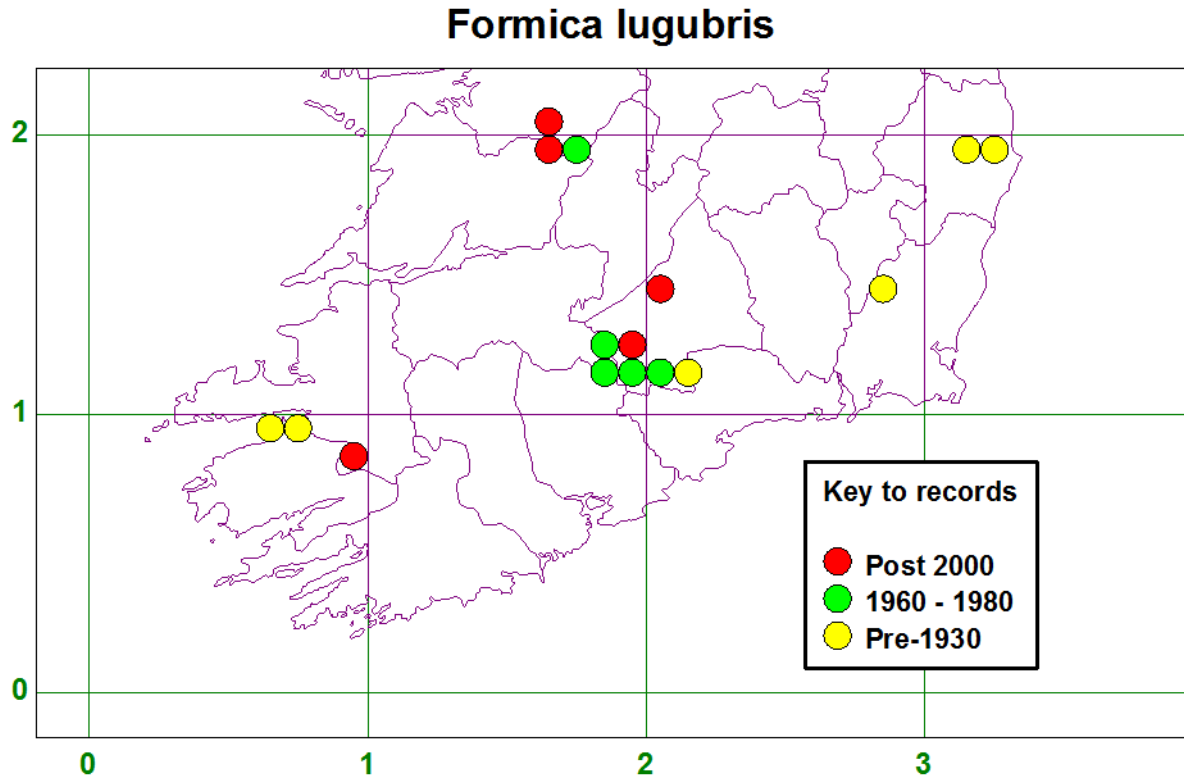 Formica lugubris
2
1
0
Key to records
Post 2000
1960 - 1980
Pre-1930
0 1 2 3